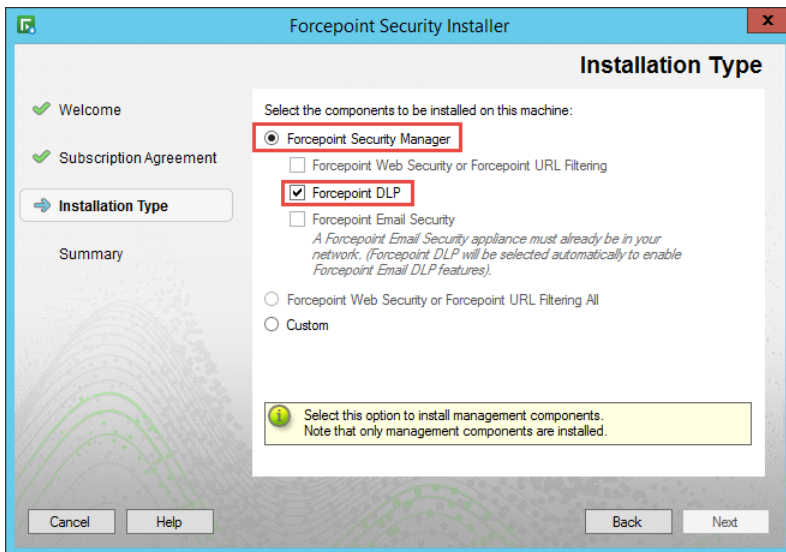 Forcepoint Security Installer
x
Installation Type
Welcome
Subscription Agreement
Installation Type
Summary
Select the components to be installed on this machine:
Forcepoint Security Manager
Forcepoint Web Security or Forcepoint URL Filtering
Forcepoint DLP
Forcepoint Email Security
A Forcepoint Email Security appliance must already be in your
network. (Forcepoint DLP will be selected automatically to enable
Forcepoint Email DLP features).
Forcepoint Web Security or Forcepoint URL Filtering All
Custom
Select this option to install management components.
Note that only management components are installed.
Cancel
Help
Back
Next